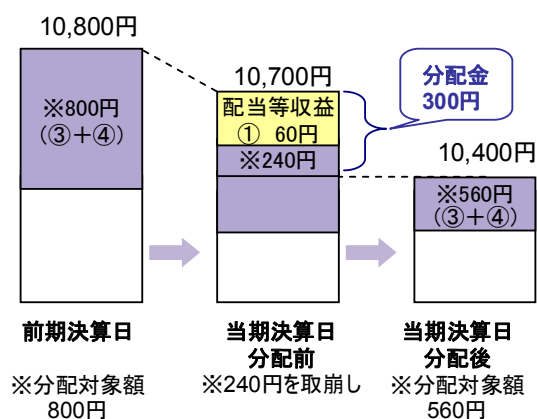 10,800円
※800円
(③+④)
前期決算日
※分配対象額
800円
10,700円
配当等収益
① 60円
※240円
当期決算日
分配前
※240円を取崩し
分配金
300円
10,400円
※560円
(③+④)
当期決算日
分配後
※分配対象額
560円